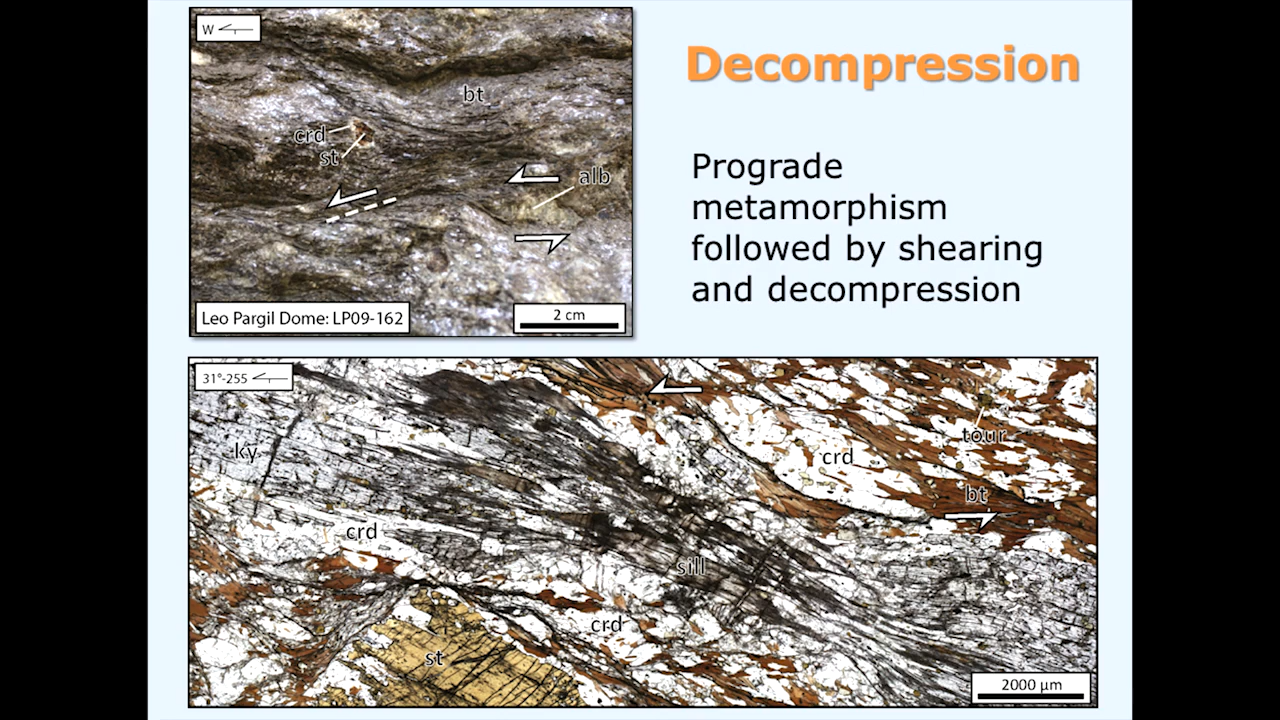 W
bt
crd
st
alb
Leo Pargil Dome: LP09-162
2 cm
Decompression
Prograde
metamorphism
followed by shearing
and decompression
31°-255
ky
tour
crd
bt
crd
sill
crd
st
2000 µm